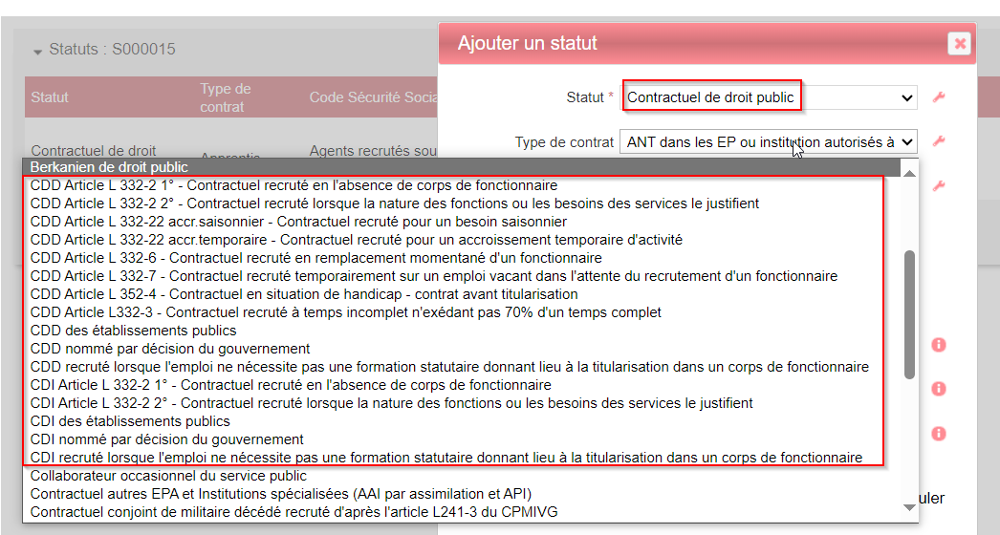 Statuts : S000015
Ajouter un statut
Statut
Type de
contrat
Code Sécurité Socia
Statut *
Contractuel de droit public
Contractuel de droit
Apprentis
Agents recrutés sou
Type de contrat
ANT dans les EP ou institution autorisés à
Berkanien de droit public
CDD Article L 332-2 1° - Contractuel recruté en l'absence de corps de fonctionnaire
CDD Article L 332-2 2° - Contractuel recruté lorsque la nature des fonctions ou les besoins des services le justifient
CDD Article L 332-22 accr.saisonnier - Contractuel recruté pour un besoin saisonnier
CDD Article L 332-22 accr.temporaire - Contractuel recruté pour un accroissement temporaire d'activité
CDD Article L 332-6 - Contractuel recruté en remplacement momentané d'un fonctionnaire
CDD Article L 332-7 - Contractuel recruté temporairement sur un emploi vacant dans l'attente du recrutement d'un fonctionnaire
CDD Article L 352-4 - Contractuel en situation de handicap - contrat avant titularisation
CDD Article L332-3 - Contractuel recruté à temps incomplet n'exédant pas 70% d'un temps complet
CDD des établissements publics
CDD nommé par décision du gouvernement
CDD recruté lorsque l'emploi ne nécessite pas une formation statutaire donnant lieu à la titularisation dans un corps de fonctionnaire
CDI Article L 332-2 1° - Contractuel recruté en l'absence de corps de fonctionnaire
CDI Article L 332-2 2° - Contractuel recruté lorsque la nature des fonctions ou les besoins des services le justifient
CDI des établissements publics
CDI nommé par décision du gouvernement
CDI recruté lorsque l'emploi ne nécessite pas une formation statutaire donnant lieu à la titularisation dans un corps de fonctionnaire
Collaborateur occasionnel du service public
Contractuel autres EPA et Institutions spécialisées (AAI par assimilation et API)
uler
Contractuel conjoint de militaire décédé recruté d'après l'article L241-3 du CPMIVG